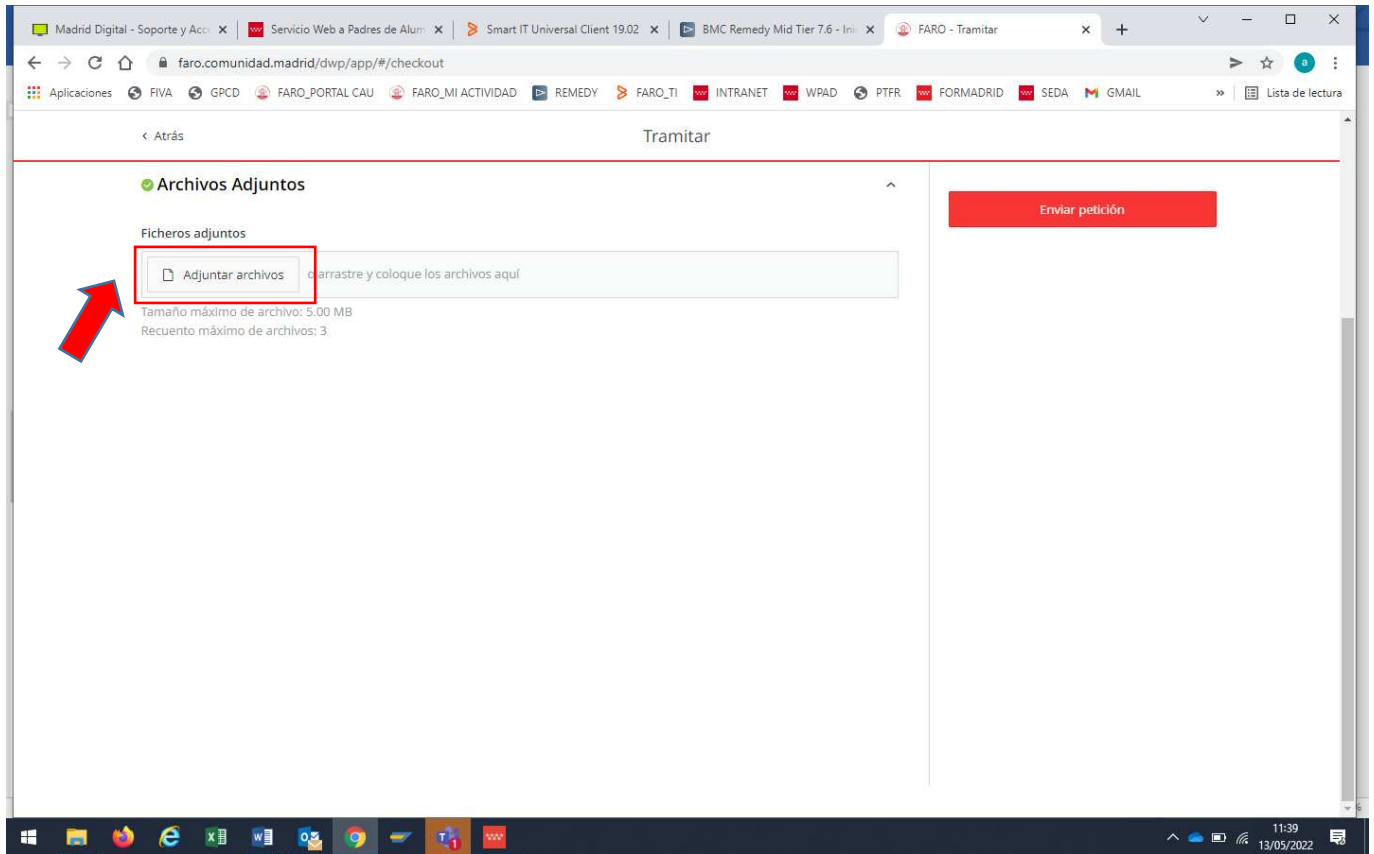 Madrid Digital - Soporte y Acc
Servicio Web a Padres de Alum
Smart IT Universal Client 19.02
BMC Remedy Mid Tier 7.6 - Ini
FARO - Tramitar
faro.comunidad.madrid/dwp/app/#/checkout
a
Aplicaciones
FIVA
GPCD
FARO_PORTAL CAU
FARO_MI ACTIVIDAD
REMEDY
FARO_TI
INTRANET
WPAD
PTFR
FORMADRID
SEDA
GMAIL
»
Lista de lectura
Atrás
Tramitar
Archivos Adjuntos
Enviar petición
Ficheros adjuntos
Adjuntar archivos
o arrastre y coloque los archivos aquí
Tamaño máximo de archivo: 5.00 MB
Recuento máximo de archivos: 3
11:39
13/05/2022